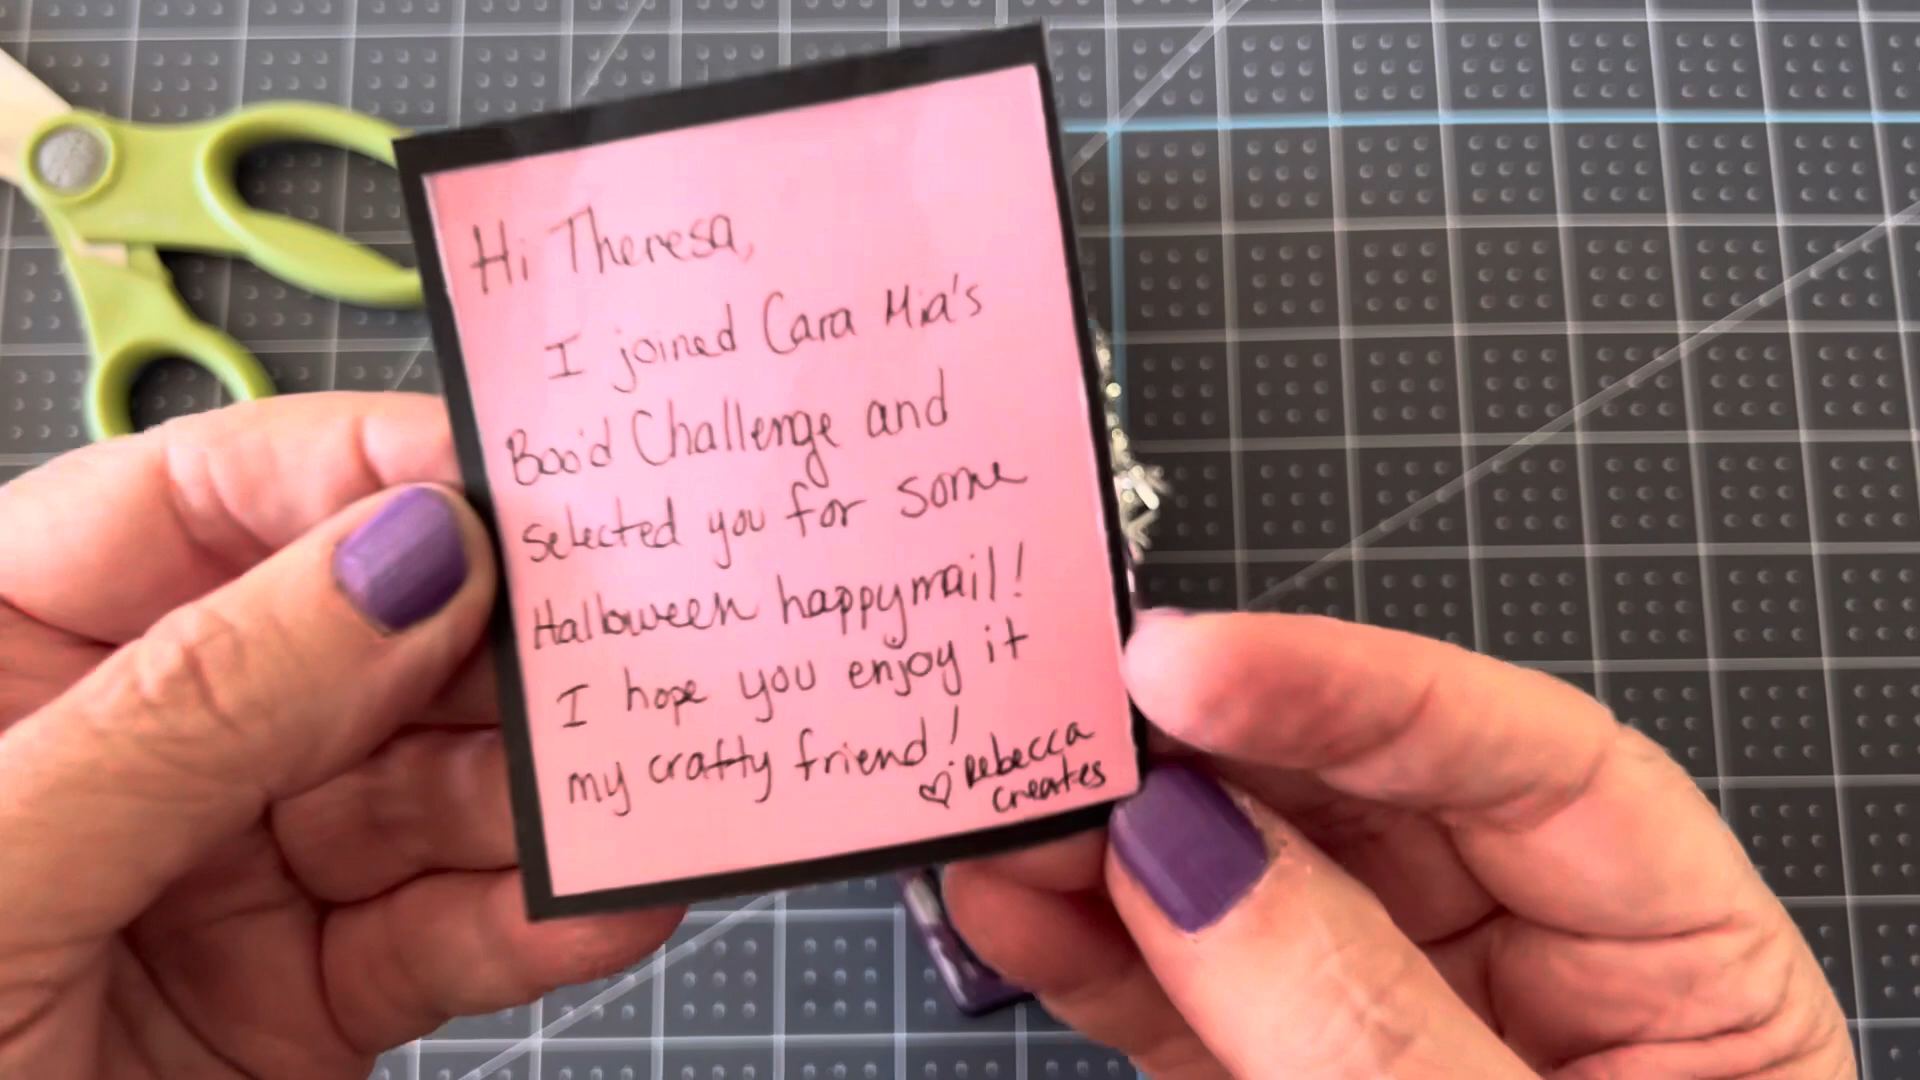 Hi Theresa,
I joined Cara Mia's
Boo'd Challenge and
selected you for some
Halloween happymail!
I hope you enjoy it
my crafty friend!
♡ Rebecca
Creates